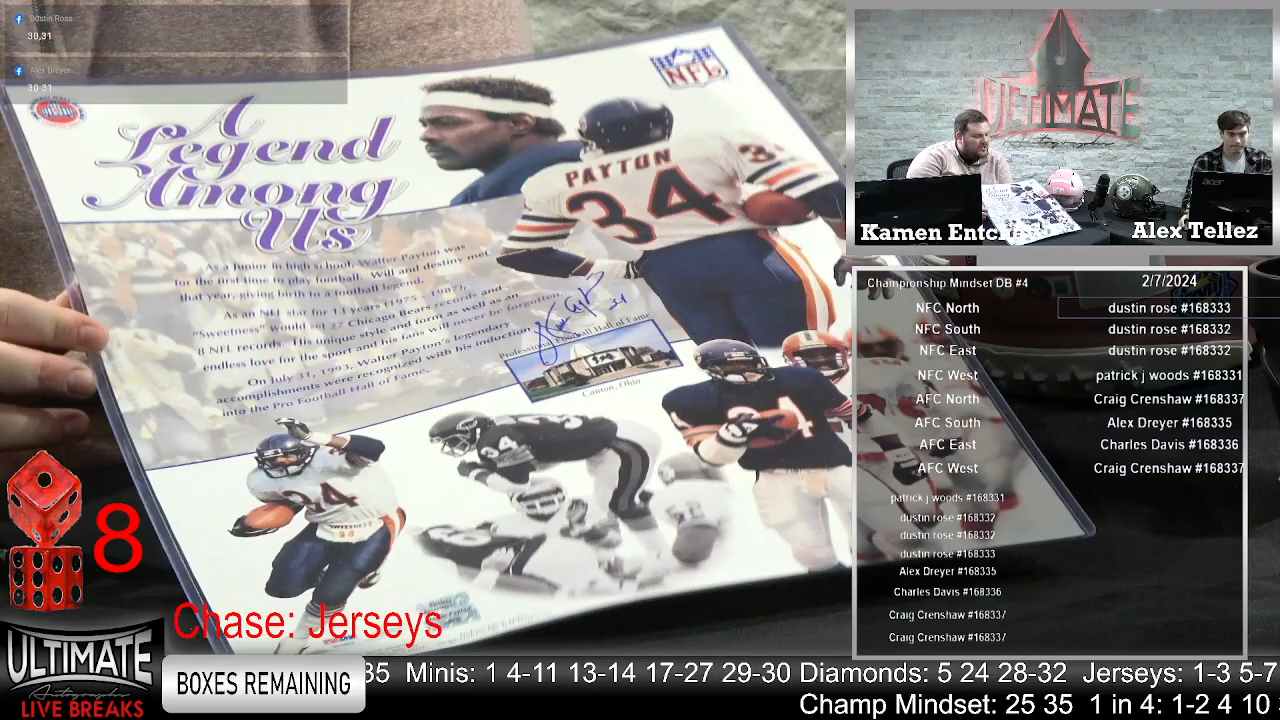 Dustin Rose
30,31
Alex Dreyer
30 31
NFL
A
Legend
Among
Us
PAYTON
34
As a junior in high school, Walter Payton was
for the first time to play football. Will and destiny met
that year, giving birth to a football legend.
As an NFL star for 13 years (1975 - 1987),
"Sweetness" would set 27 Chicago Bears records and
8 NFL records. His unique style and form as well as an
endless love for the sport and his fans will never be forgotten.
On July 31, 1993, Walter Payton's legendary
accomplishments were recognized with his induction
into the Pro Football Hall of Fame.
34
Professional Football Hall of Fame
Canton, Ohio
34
34
34
SWEETNESS
34
ULTIMATE
acer
acer
Kamen Entch
Alex Tellez
Championship Mindset DB #4 2/7/2024
NFC North dustin rose #168333
NFC South dustin rose #168332
NFC East dustin rose #168332
NFC West patrick j woods #168331
AFC North Craig Crenshaw #168337
AFC South Alex Dreyer #168335
AFC East Charles Davis #168336
AFC West Craig Crenshaw #168337
patrick j woods #168331
dustin rose #168332
dustin rose #168332
dustin rose #168333
Alex Dreyer #168335
Charles Davis #168336
Craig Crenshaw #168337
Craig Crenshaw #168337
8
Chase: Jerseys
ULTIMATE
Autographs
LIVE BREAKS
BOXES REMAINING
35 Minis: 1 4-11 13-14 17-27 29-30 Diamonds: 5 24 28-32 Jerseys: 1-3 5-7
Champ Mindset: 25 35 1 in 4: 1-2 4 10